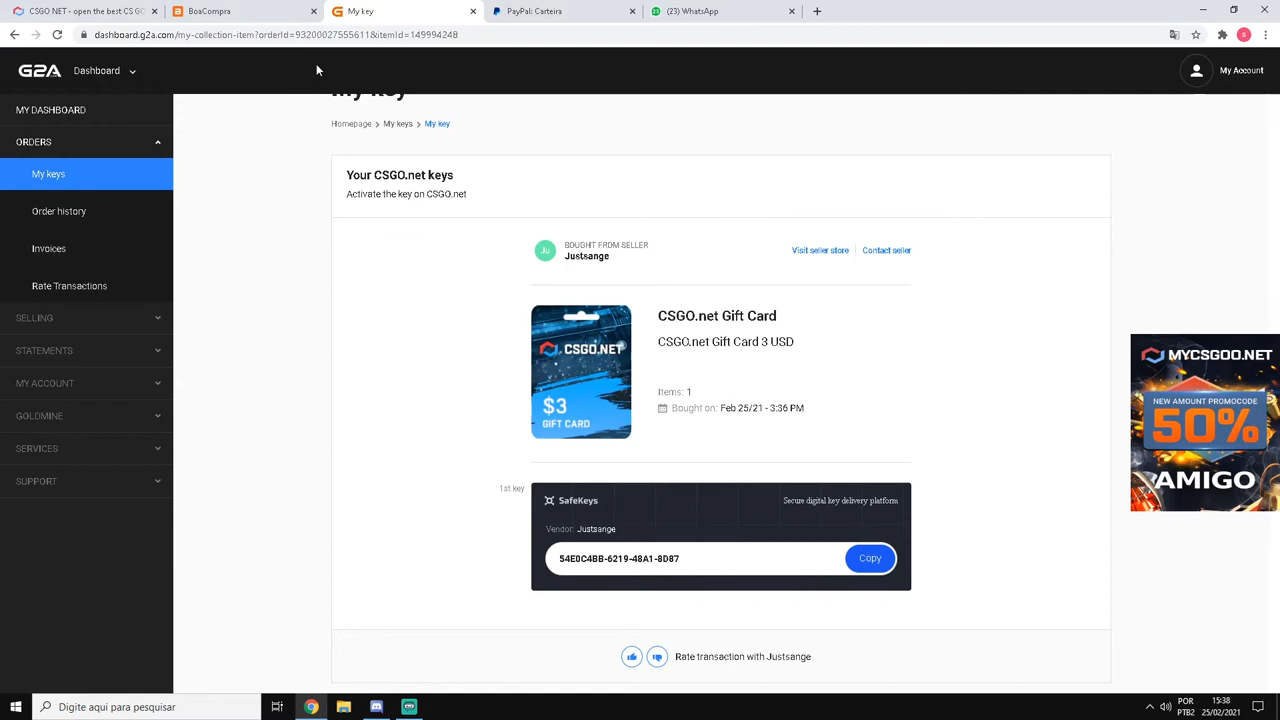 CSGO NET - open the best CS GO
BoaCompra
My key
PayPal: Carteira
(23) WhatsApp
dashboard.g2a.com/my-collection-item?orderId=93200027555611&itemId=149994248
S
G2A
Dashboard
My Account
MY DASHBOARD
ORDERS
My keys
Order history
Invoices
Rate Transactions
SELLING
STATEMENTS
MY ACCOUNT
GOLDMINE
SERVICES
SUPPORT
My key
Homepage > My keys > My key
Your CSGO.net keys
Activate the key on CSGO.net
Ju
BOUGHT FROM SELLER
Justsange
Visit seller store
Contact seller
CSGO.NET
$3
GIFT CARD
CSGO.net Gift Card
CSGO.net Gift Card 3 USD
Items: 1
Bought on: Feb 25/21 - 3:36 PM
1st key
SafeKeys
Secure digital key delivery platform
Vendor: Justsange
54E0C4BB-6219-48A1-8D87
Copy
Rate transaction with Justsange
MYCSGOO.NET
NEW AMOUNT PROMOCODE
50%
AMIGO
Digite aqui para pesquisar
POR
PTB2
15:38
25/02/2021